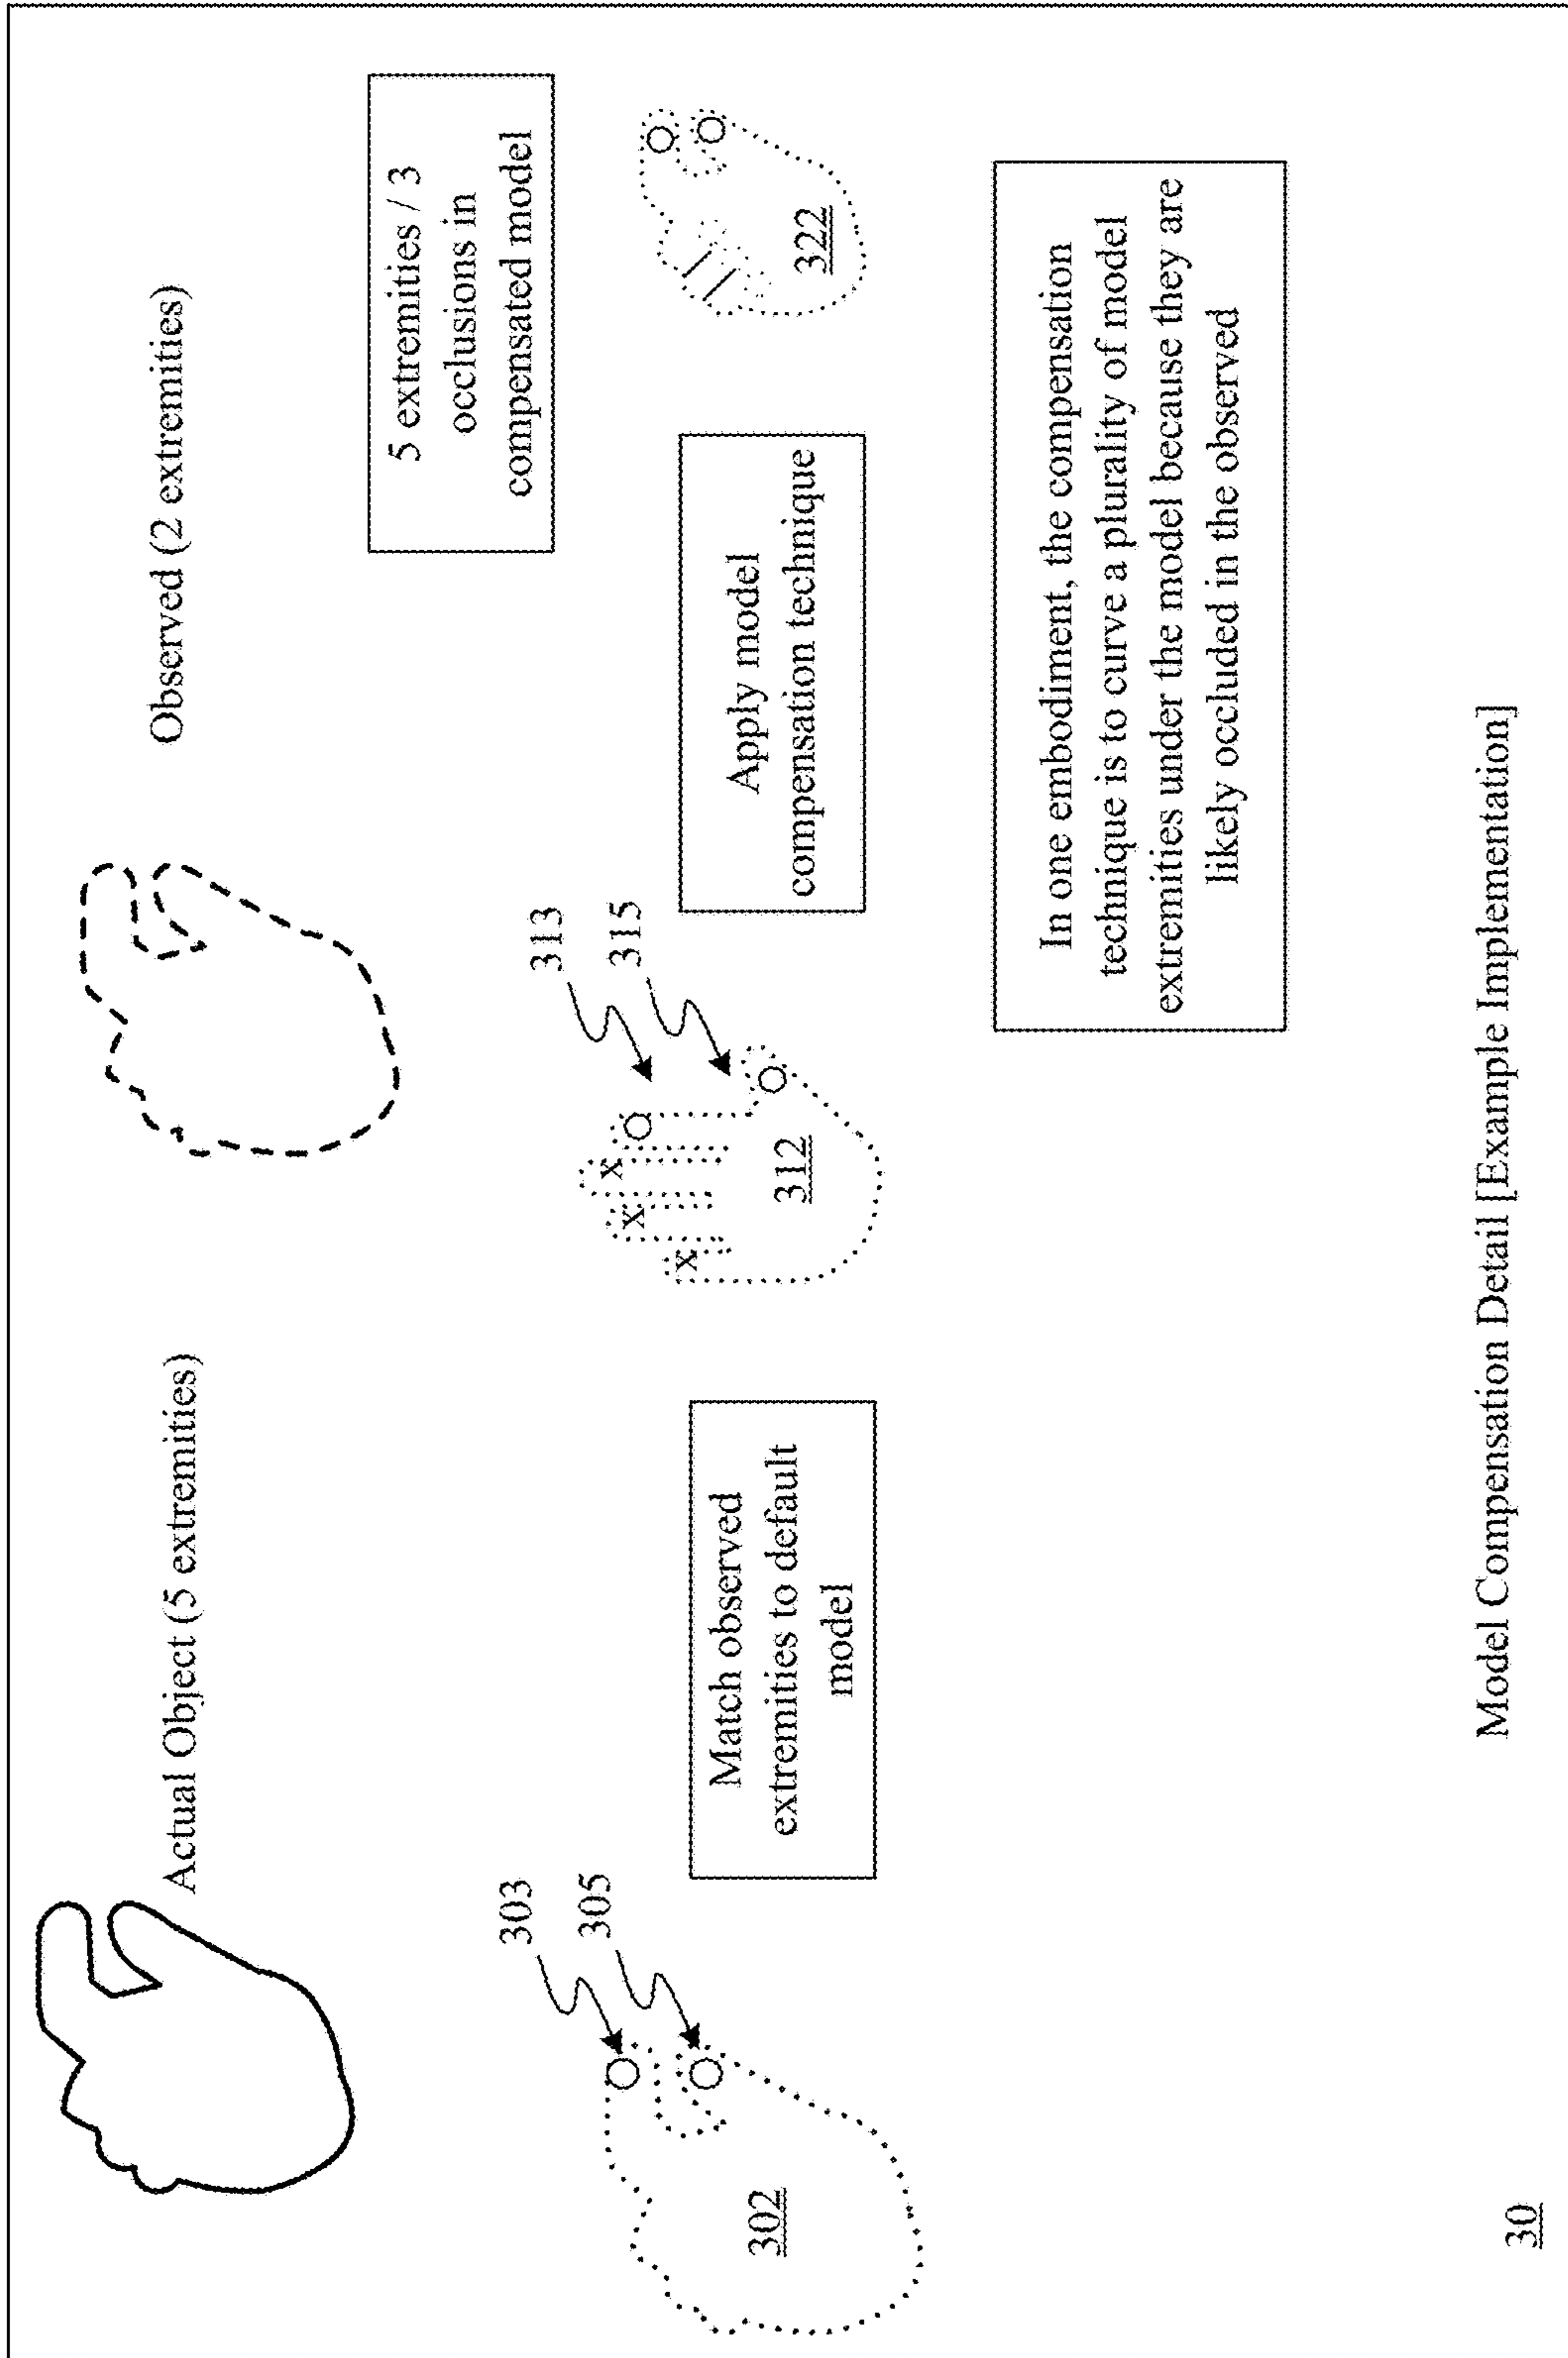 Actual Object (5 extremities)
Observed (2 extremities)
5 extremities / 3
occlusions in
compensated model
303
305
302
Match observed
extremities to default
model
313
315
x
x
x
312
Apply model
compensation technique
322
In one embodiment, the compensation
technique is to curve a plurality of model
extremities under the model because they are
likely occluded in the observed
Model Compensation Detail [Example Implementation]
30